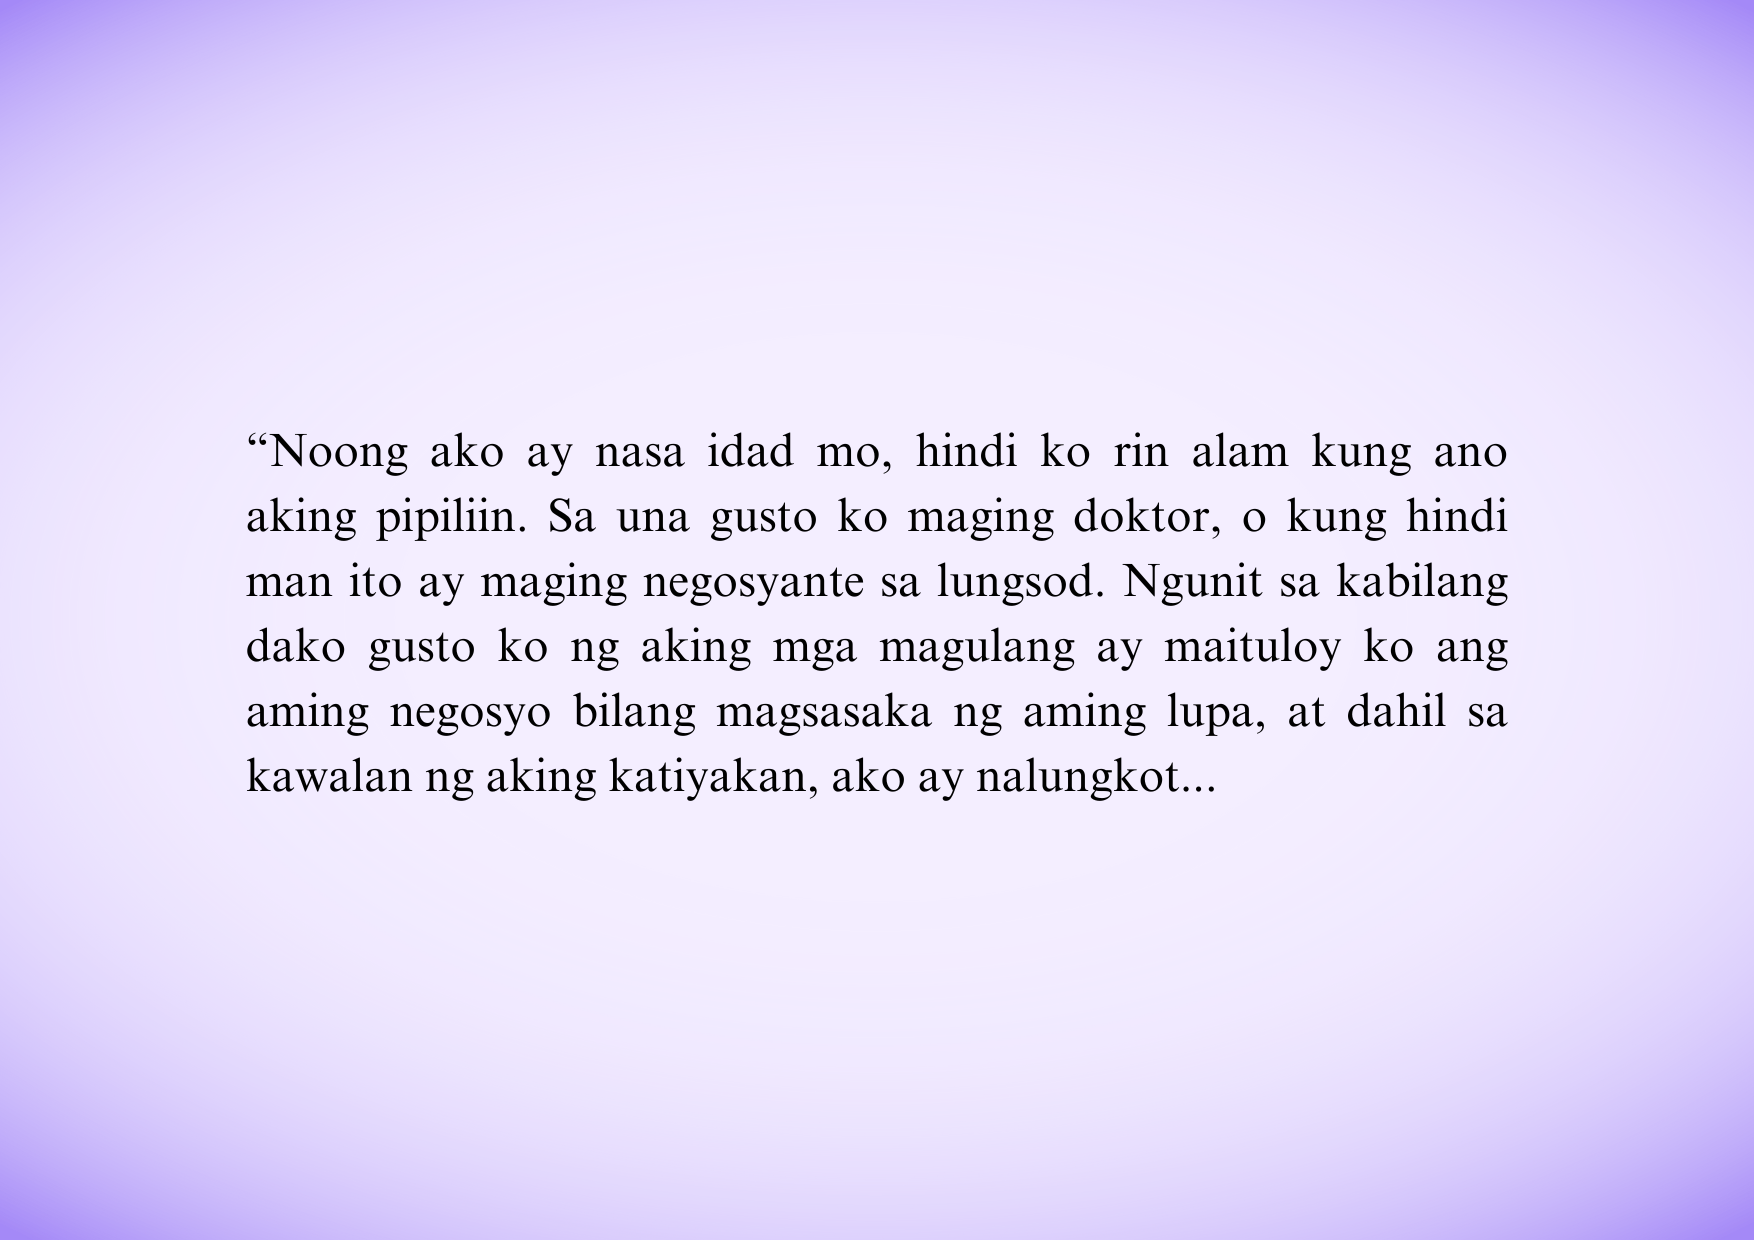 “Noong ako ay nasa idad mo, hindi ko rin alam kung ano
aking pipiliin. Sa una gusto ko maging doktor, o kung hindi
man ito ay maging negosyante sa lungsod. Ngunit sa kabilang
dako gusto ko ng aking mga magulang ay maituloy ko ang
aming negosyo bilang magsasaka ng aming lupa, at dahil sa
kawalan ng aking katiyakan, ako ay nalungkot...